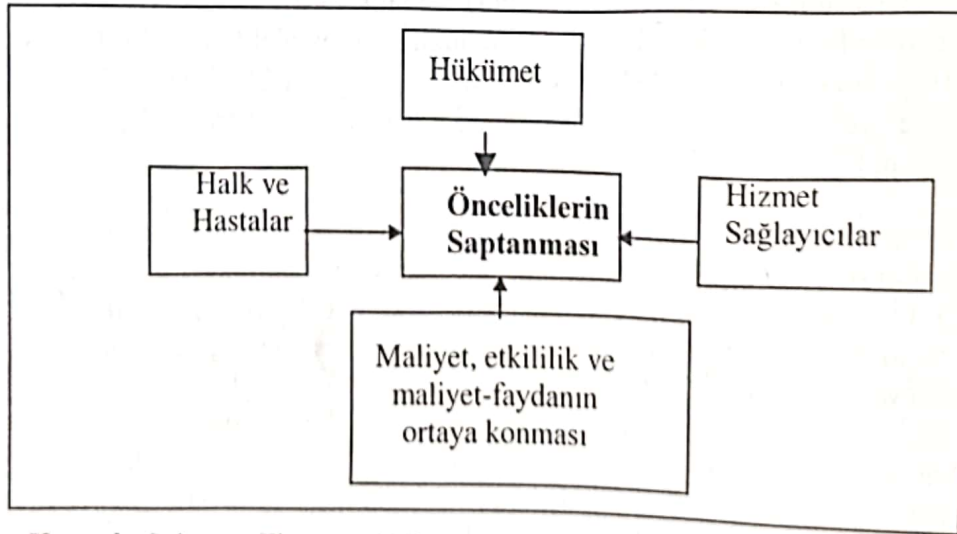 Hükümet
Halk ve
Hastalar
Önceliklerin
Saptanması
Hizmet
Sağlayıcılar
Maliyet, etkililik ve
maliyet-faydanın
ortaya konması